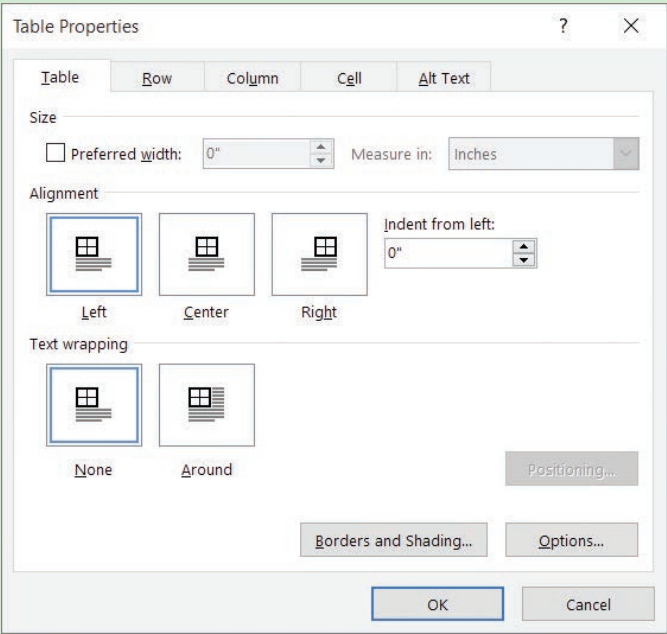 Table Properties ?
Table Row Column Cell Alt Text
Size
Preferred width: 0" Measure in: Inches
Alignment
Indent from left:
0"
Left Center Right
Text wrapping
None Around
Positioning...
Borders and Shading... Options...
OK Cancel